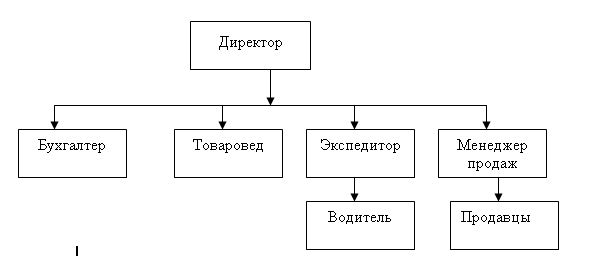 Директор
Бухгалтер
Товаровед
Экспедитор
Менеджер
продаж
Водитель
Продавцы